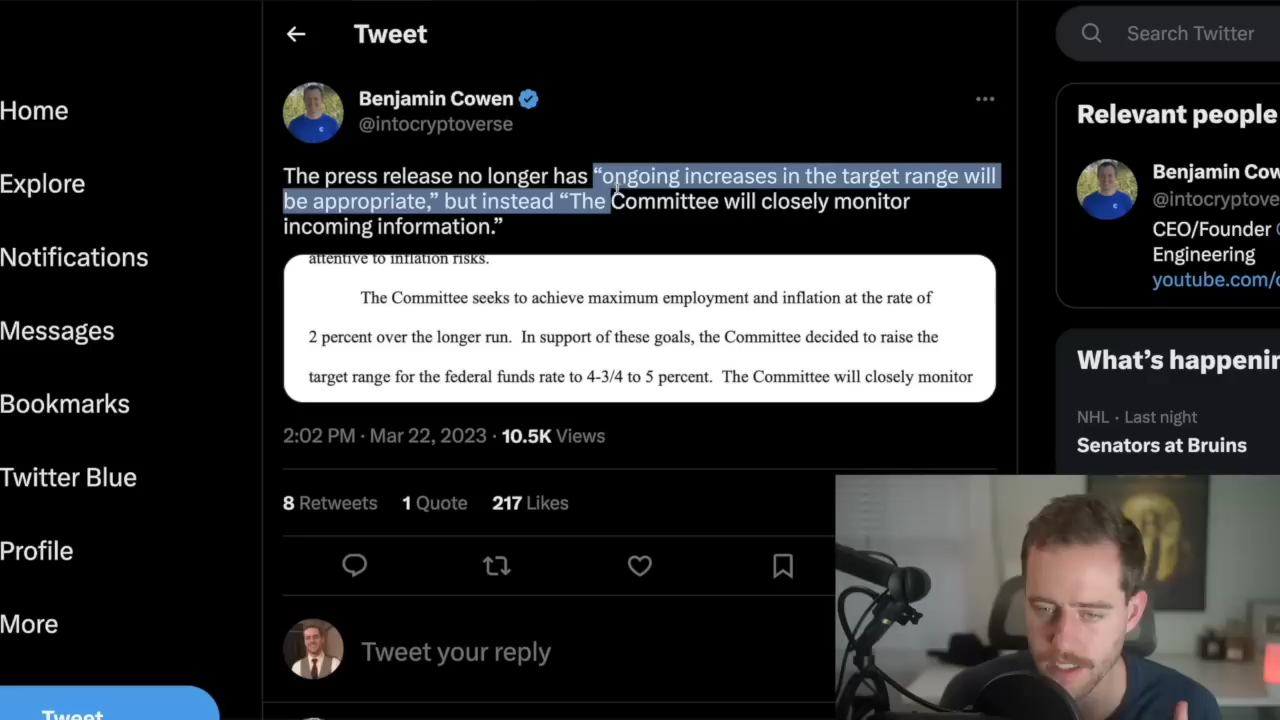 Tweet
Search Twitter
Benjamin Cowen
@intocryptoverse
Home
Explore
Notifications
Messages
Bookmarks
Twitter Blue
Profile
More
Tweet
The press release no longer has “ongoing increases in the target range will
be appropriate,” but instead “The Committee will closely monitor
incoming information.”
attentive to inflation risks.
The Committee seeks to achieve maximum employment and inflation at the rate of
2 percent over the longer run. In support of these goals, the Committee decided to raise the
target range for the federal funds rate to 4-3/4 to 5 percent. The Committee will closely monitor
2:02 PM · Mar 22, 2023 · 10.5K Views
8 Retweets 1 Quote 217 Likes
Tweet your reply
Relevant people
Benjamin Cow
@intocryptove
CEO/Founder
Engineering
youtube.com/c
What’s happenin
NHL · Last night
Senators at Bruins